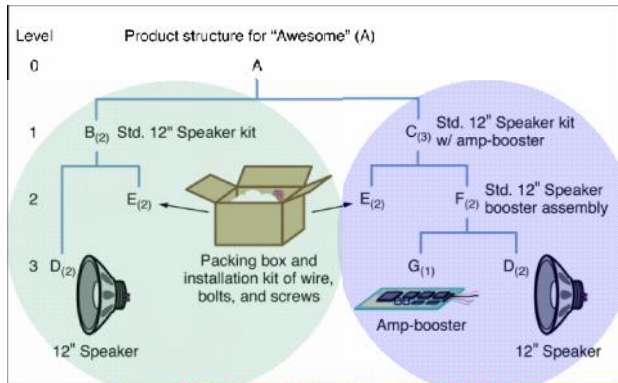 Level Product structure for “Awesome” (A)
0 A
1 B(2) Std. 12" Speaker kit C(3) Std. 12" Speaker kit
w/ amp-booster
2 E(2) E(2) F(2) Std. 12" Speaker
booster assembly
Packing box and
installation kit of wire,
bolts, and screws
3 D(2) G(1) D(2)
12" Speaker Amp-booster 12" Speaker